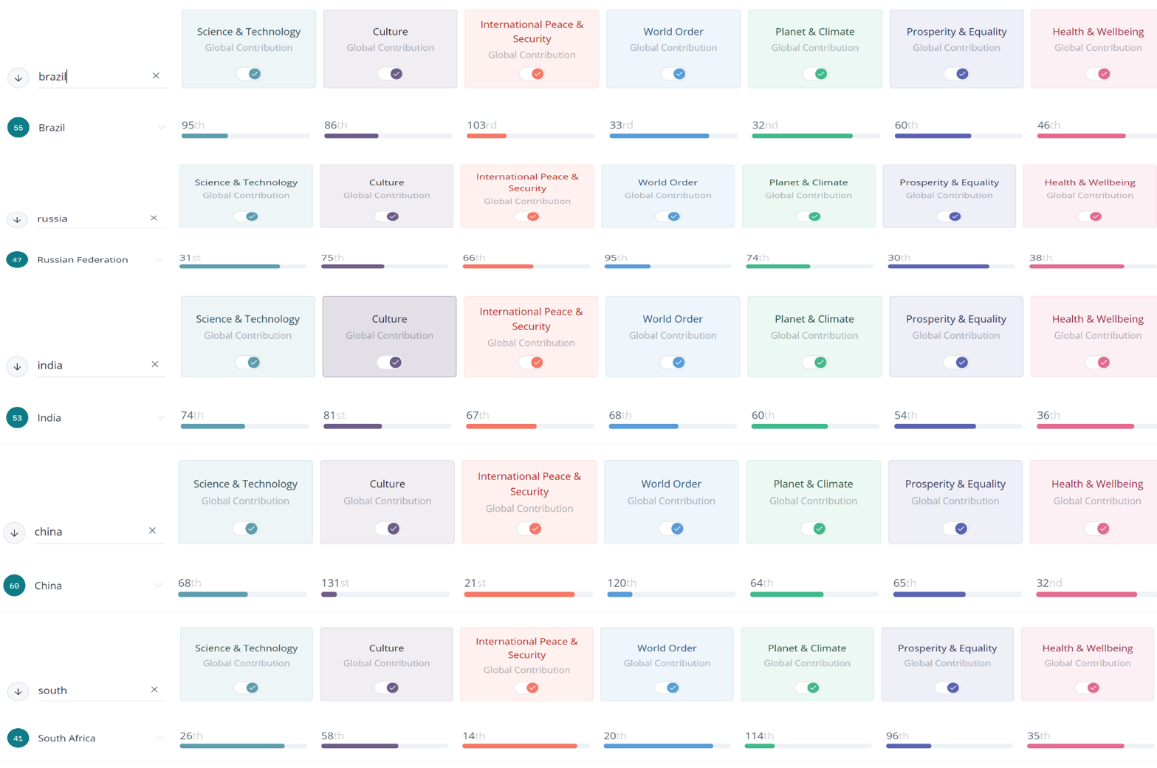 Science & Technology Culture International Peace & Security World Order Planet & Climate Prosperity & Equality Health & Wellbeing
Global Contribution Global Contribution Global Contribution Global Contribution Global Contribution Global Contribution Global Contribution
brazil ×
55 Brazil 95th 86th 103rd 33rd 32nd 60th 46th
Science & Technology Culture International Peace & Security World Order Planet & Climate Prosperity & Equality Health & Wellbeing
Global Contribution Global Contribution Global Contribution Global Contribution Global Contribution Global Contribution Global Contribution
russia ×
47 Russian Federation 31st 75th 66th 95th 74th 30th 38th
Science & Technology Culture International Peace & Security World Order Planet & Climate Prosperity & Equality Health & Wellbeing
Global Contribution Global Contribution Global Contribution Global Contribution Global Contribution Global Contribution Global Contribution
india ×
53 India 74th 81st 67th 68th 60th 54th 36th
Science & Technology Culture International Peace & Security World Order Planet & Climate Prosperity & Equality Health & Wellbeing
Global Contribution Global Contribution Global Contribution Global Contribution Global Contribution Global Contribution Global Contribution
china ×
60 China 68th 131st 21st 120th 64th 65th 32nd
Science & Technology Culture International Peace & Security World Order Planet & Climate Prosperity & Equality Health & Wellbeing
Global Contribution Global Contribution Global Contribution Global Contribution Global Contribution Global Contribution Global Contribution
south ×
41 South Africa 26th 58th 14th 20th 114th 96th 35th